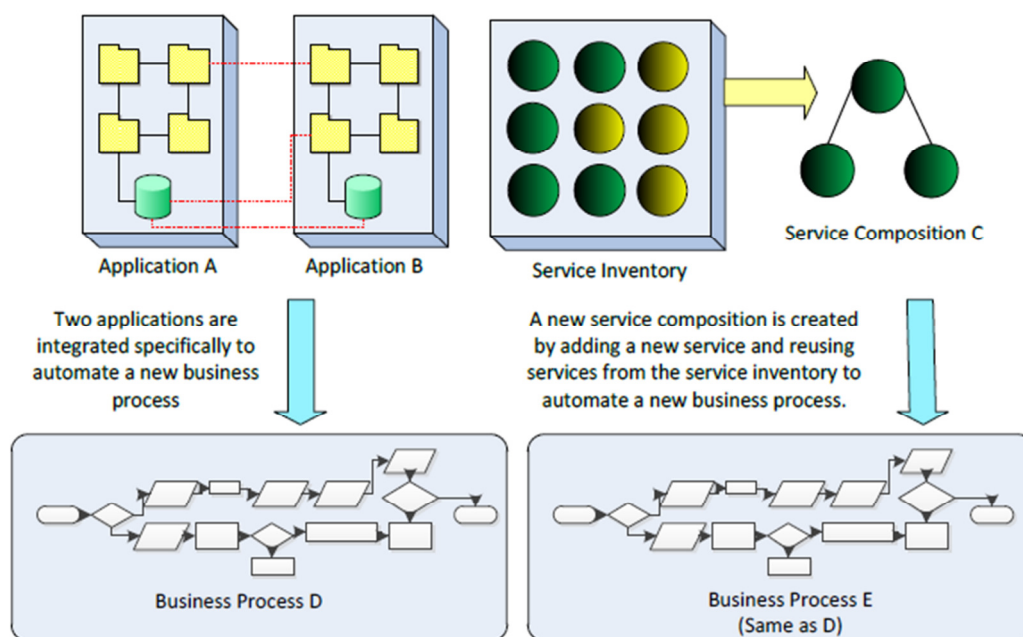 Application A
Application B
Service Inventory
Service Composition C
Two applications are
integrated specifically to
automate a new business
process
A new service composition is created
by adding a new service and reusing
services from the service inventory to
automate a new business process.
Business Process D
Business Process E
(Same as D)